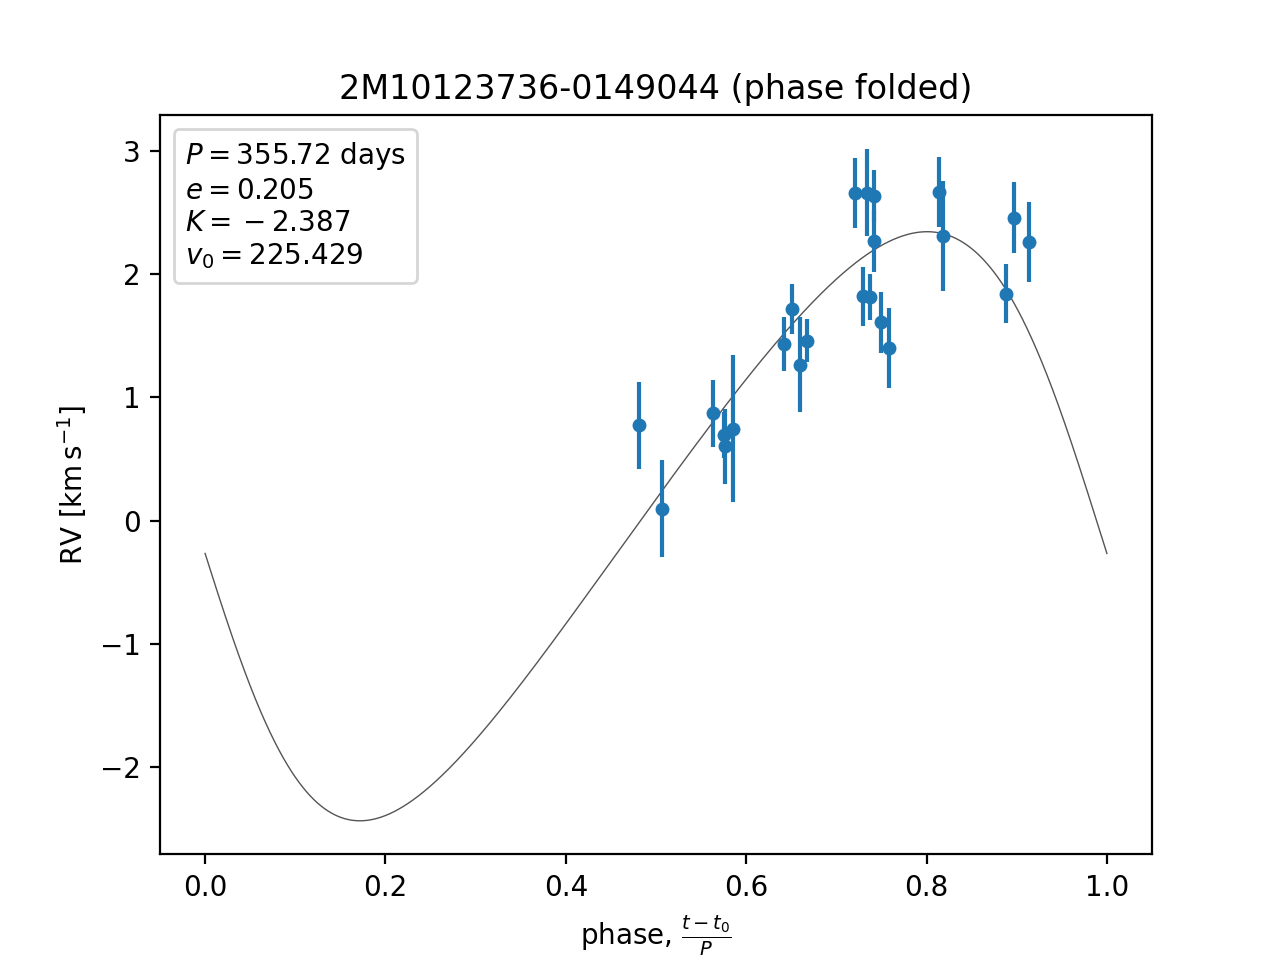 2M10123736-0149044 (phase folded)
P = 355.72 days
e = 0.205
K = −2.387
v₀ = 225.429
3
2
1
0
−1
−2
RV [km s⁻¹]
0.0 0.2 0.4 0.6 0.8 1.0
phase, (t − t₀)/P